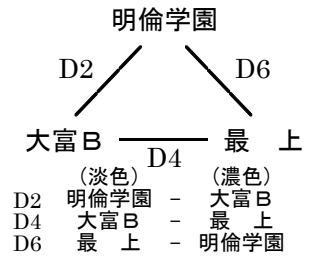 明倫学園
D2 D6
大富B 最　上
D4
(淡色) (濃色)
D2 明倫学園 － 大富B
D4 大富B － 最　上
D6 最　上 － 明倫学園